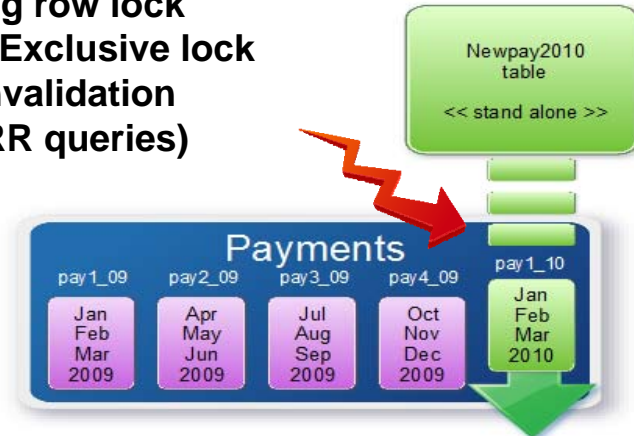 g row lock
Exclusive lock
validation
RR queries)
Newpay2010
table
<< stand alone >>
Payments
pay1_09 pay2_09 pay3_09 pay4_09 pay1_10
Jan
Feb
Mar
2009
Apr
May
Jun
2009
Jul
Aug
Sep
2009
Oct
Nov
Dec
2009
Jan
Feb
Mar
2010